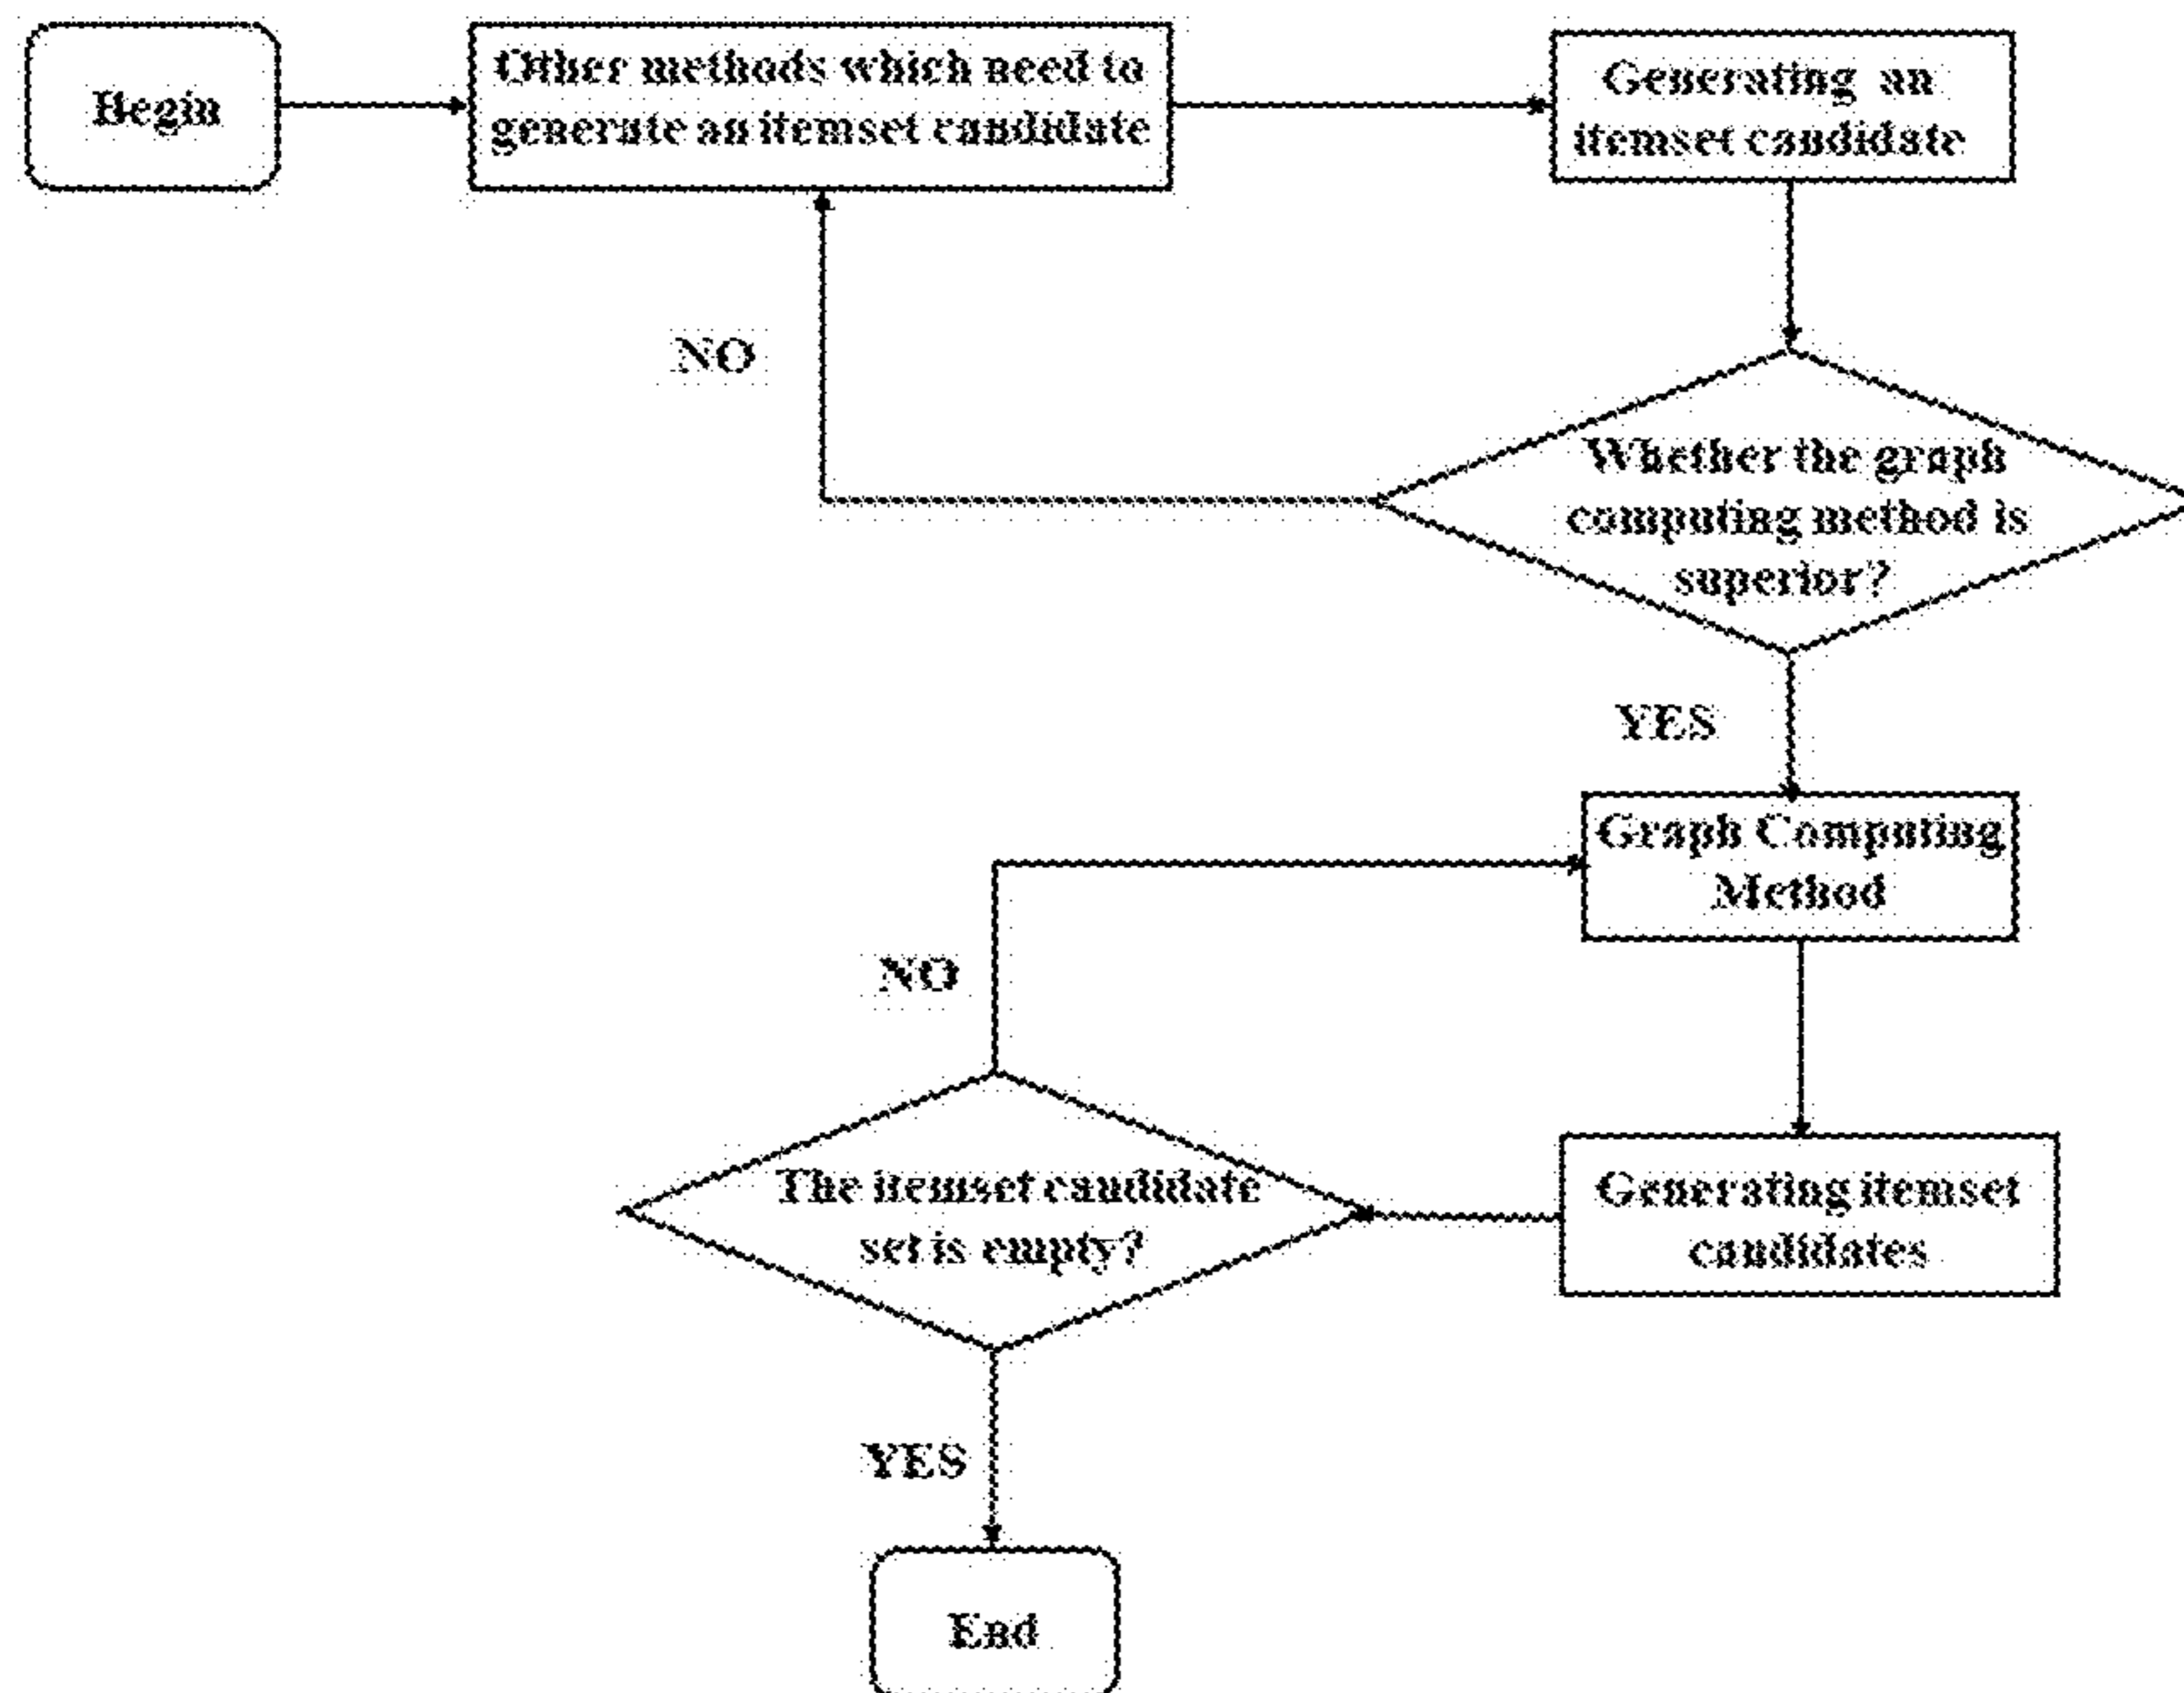 Begin
Other methods which need to
generate an itemset candidate
Generating an
itemset candidate
NO
Whether the graph
computing method is
superior?
YES
Graph Computing
Method
NO
The itemset candidate
set is empty?
Generating itemset
candidates
YES
End